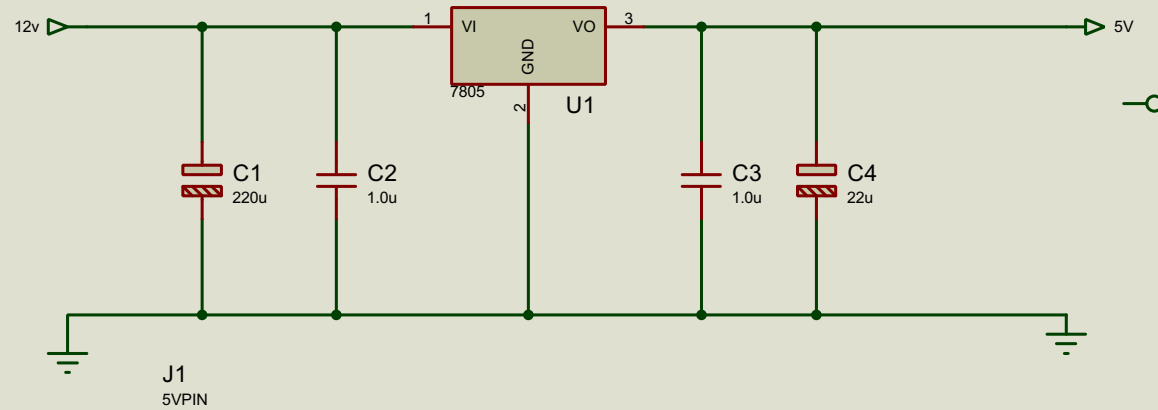 12v
1
VI
VO
3
5V
GND
7805
2
U1
C1
220u
C2
1.0u
C3
1.0u
C4
22u
J1
5VPIN